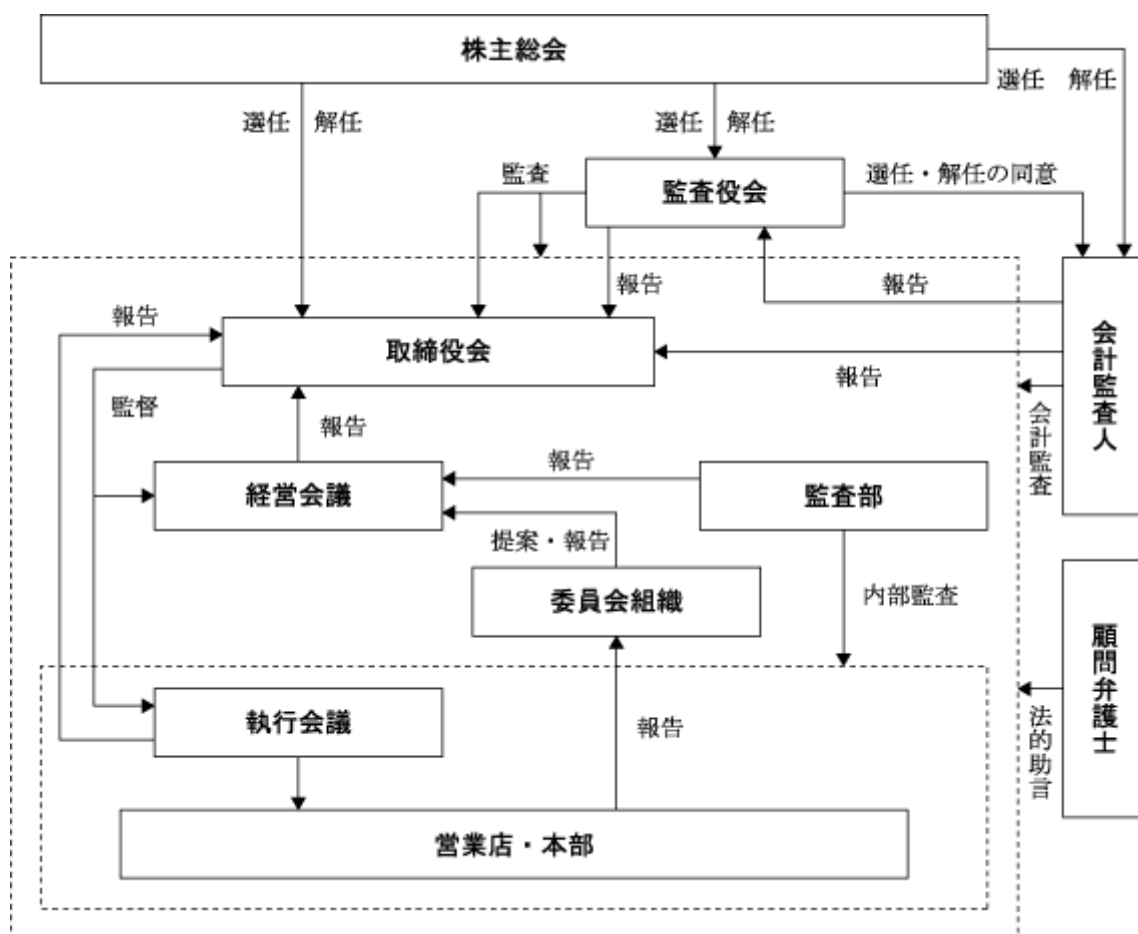 株主総会
選任 解任
選任 解任
選任 解任
監査
監査役会
選任・解任の同意
報告
報告
報告
取締役会
報告
監督
報告
会計監査人
会計監査
経営会議
報告
監査部
提案・報告
委員会組織
内部監査
顧問弁護士
法的助言
執行会議
報告
営業店・本部